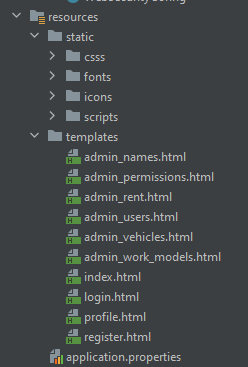 resources
static
csss
fonts
icons
scripts
templates
admin_names.html
admin_permissions.html
admin_rent.html
admin_users.html
admin_vehicles.html
admin_work_models.html
index.html
login.html
profile.html
register.html
application.properties